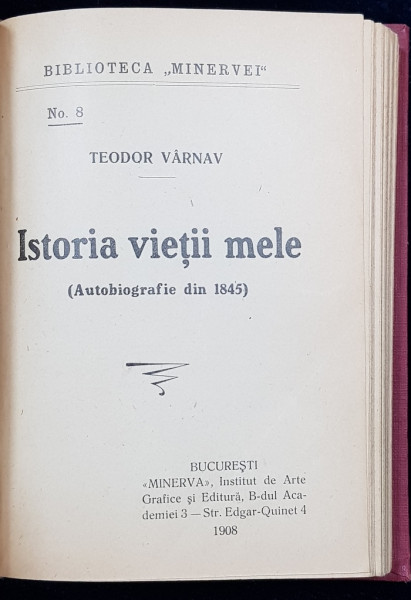 BIBLIOTECA „MINERVEI“
No. 8
TEODOR VÂRNAV
Istoria vieții mele
(Autobiografie din 1845)
BUCUREȘTI
«MINERVA», Institut de Arte
Grafice și Editură, B-dul Aca-
demiei 3 — Str. Edgar-Quinet 4
1908